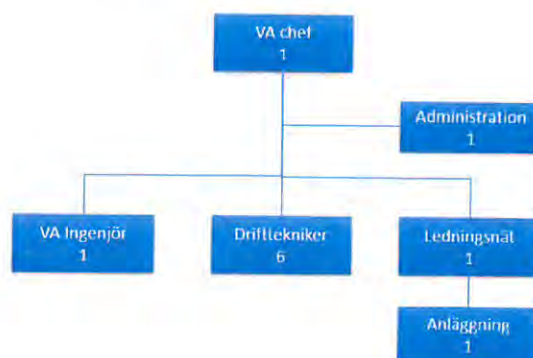 VA chef
1
Administration
1
VA Ingenjör
1
Drifttekniker
6
Ledningsnät
1
Anläggning
1